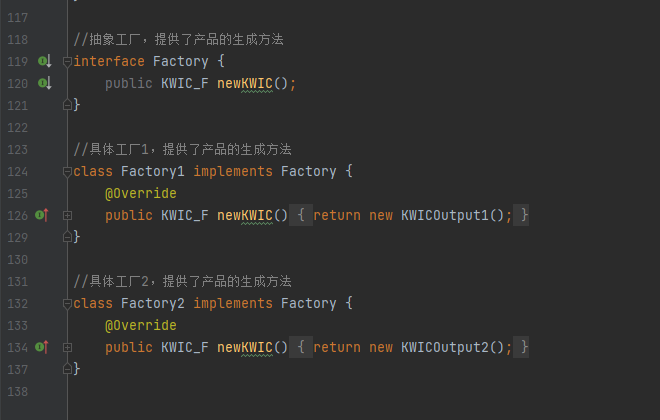 117
118 //抽象工厂，提供了产品的生成方法
119 interface Factory {
120 public KWIC_F newKWIC();
121 }
122
123 //具体工厂1，提供了产品的生成方法
124 class Factory1 implements Factory {
125 @Override
126 public KWIC_F newKWIC() { return new KWICOutput1(); }
129 }
130
131 //具体工厂2，提供了产品的生成方法
132 class Factory2 implements Factory {
133 @Override
134 public KWIC_F newKWIC() { return new KWICOutput2(); }
137 }
138